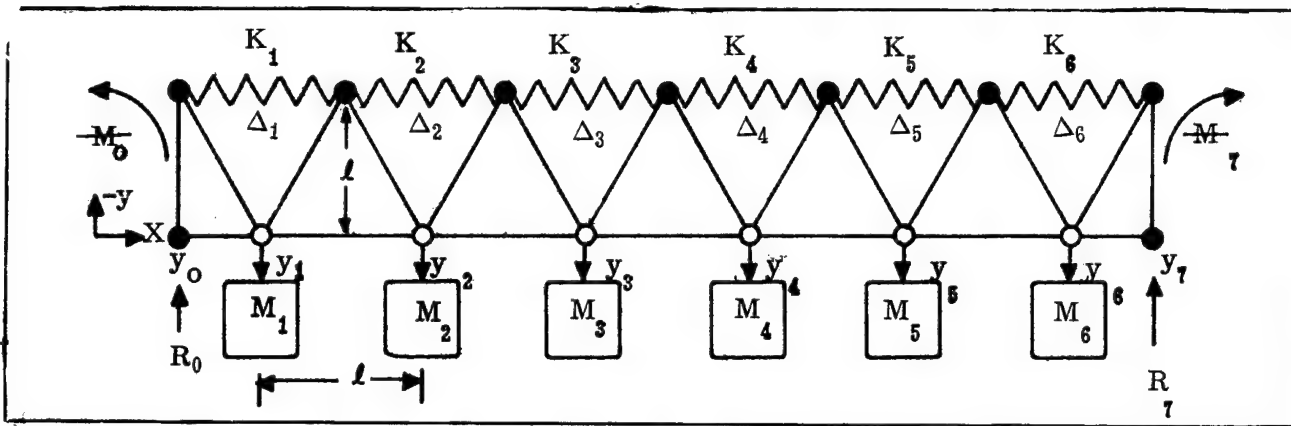 K₁ K₂ K₃ K₄ K₅ K₆
Δ₁ Δ₂ Δ₃ Δ₄ Δ₅ Δ₆
M₀ ℓ M₇
-y
X
y₀ y₁ y₂ y₃ y₄ y₅ y₆ y₇
M₁ M₂ M₃ M₄ M₅ M₆
R₀ ℓ R₇